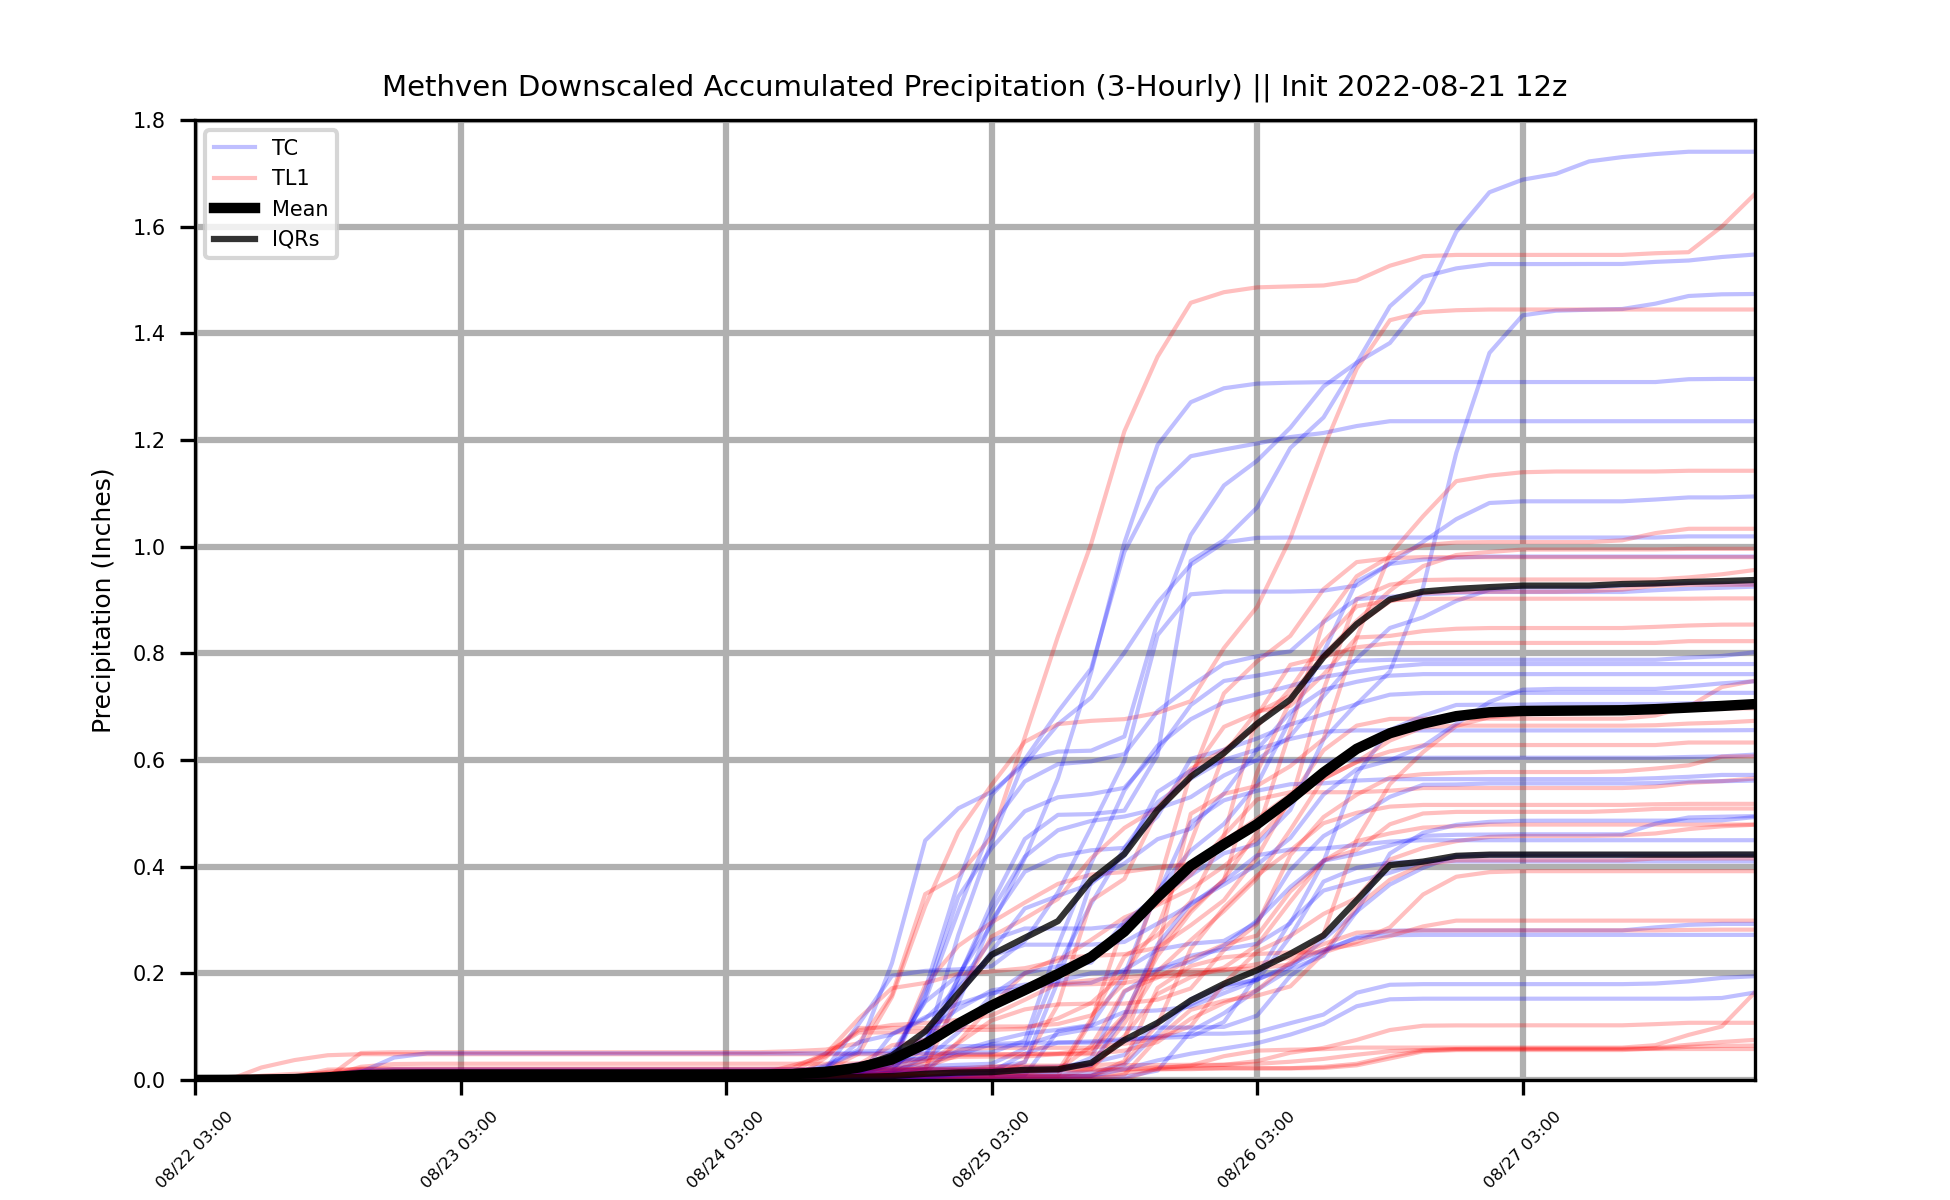 Methven Downscaled Accumulated Precipitation (3-Hourly) || Init 2022-08-21 12z
TC
TL1
Mean
IQRs
Precipitation (Inches)
1.8
1.6
1.4
1.2
1.0
0.8
0.6
0.4
0.2
0.0
08/22 03:00
08/23 03:00
08/24 03:00
08/25 03:00
08/26 03:00
08/27 03:00